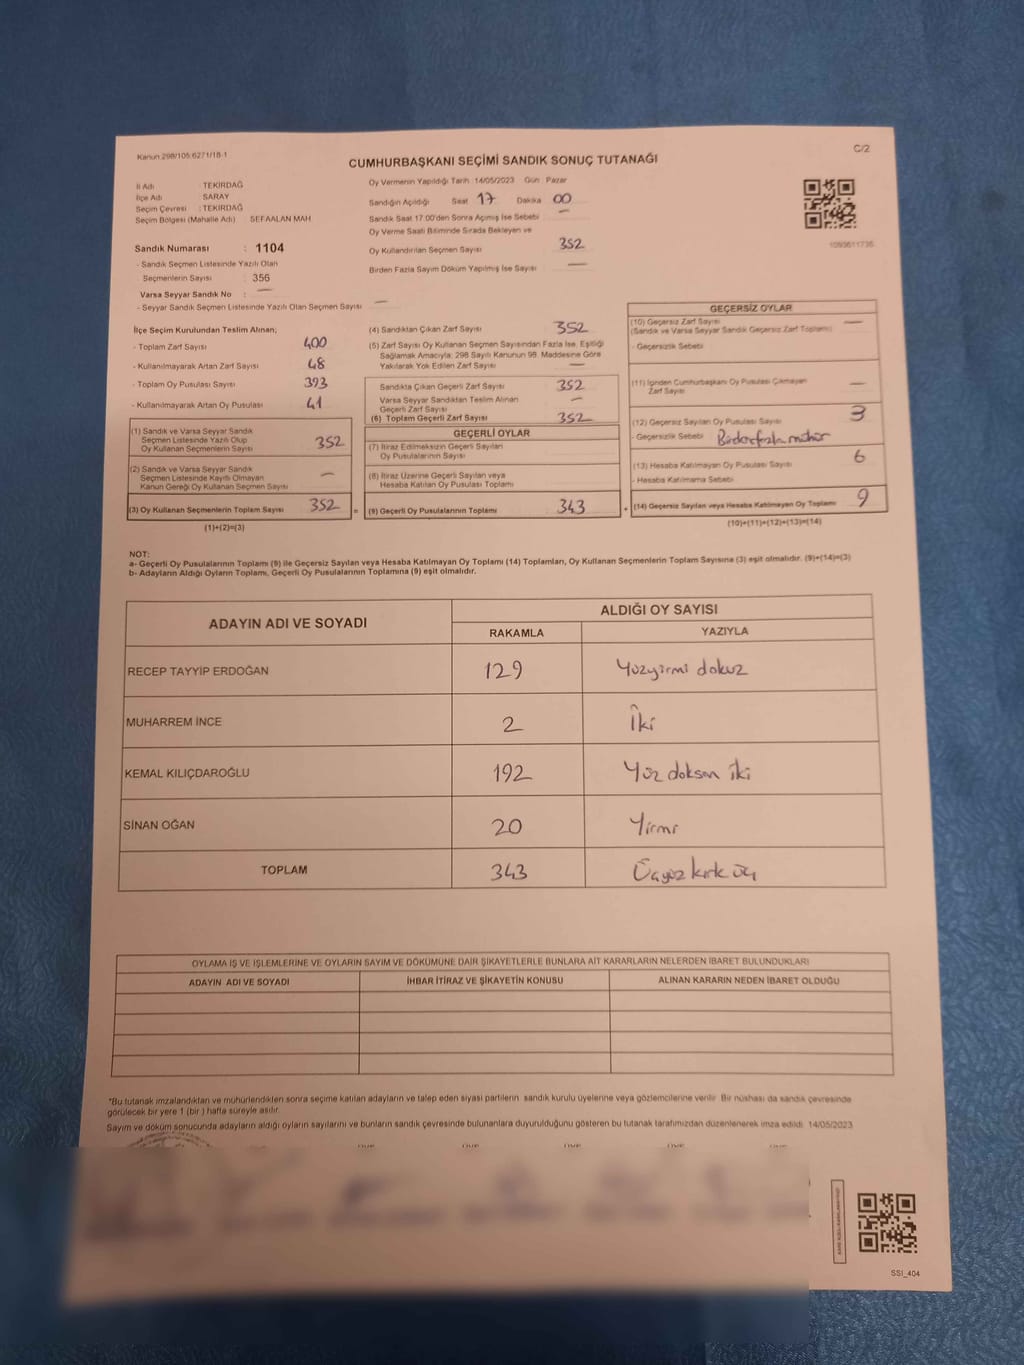 Kanun:298/105;6271/18-1
C/2
CUMHURBAŞKANI SEÇİMİ SANDIK SONUÇ TUTANAĞI
İl Adı : TEKİRDAĞ
İlçe Adı : SARAY
Seçim Çevresi : TEKİRDAĞ
Seçim Bölgesi (Mahalle Adı) : SEFAALAN MAH
Sandık Numarası : 1104
- Sandık Seçmen Listesinde Yazılı Olan
Seçmenlerin Sayısı : 356
Varsa Seyyar Sandık No : —
- Seyyar Sandık Seçmen Listesinde Yazılı Olan Seçmen Sayısı : —
Oy Vermenin Yapıldığı Tarih :14/05/2023 Gün : Pazar
Sandığın Açıldığı Saat 17 Dakika 00
Sandık Saat 17.00'den Sonra Açımış İse Sebebi —
Oy Verme Saati Bitiminde Sırada Bekleyen ve
Oy Kullandırılan Seçmen Sayısı 352
Birden Fazla Sayım Döküm Yapılmış İse Sayısı —
1093611735
İlçe Seçim Kurulundan Teslim Alınan;
- Toplam Zarf Sayısı 400
- Kullanılmayarak Artan Zarf Sayısı 48
- Toplam Oy Pusulası Sayısı 393
- Kullanılmayarak Artan Oy Pusulası 41
(1) Sandık ve Varsa Seyyar Sandık
Seçmen Listesinde Yazılı Olup
Oy Kullanan Seçmenlerin Sayısı 352
(2) Sandık ve Varsa Seyyar Sandık
Seçmen Listesinde Kayıtlı Olmayan
Kanun Gereği Oy Kullanan Seçmen Sayısı —
(3) Oy Kullanan Seçmenlerin Toplam Sayısı 352 =
(1)+(2)=(3)
(4) Sandıktan Çıkan Zarf Sayısı 352
(5) Zarf Sayısı Oy Kullanan Seçmen Sayısından Fazla İse, Eşitliği
Sağlamak Amacıyla, 298 Sayılı Kanunun 98. Maddesine Göre
Yakılarak Yok Edilen Zarf Sayısı —
Sandıkta Çıkan Geçerli Zarf Sayısı 352
Varsa Seyyar Sandıktan Teslim Alınan
Geçerli Zarf Sayısı —
(6) Toplam Geçerli Zarf Sayısı 352
GEÇERLİ OYLAR
(7) İtiraz Edilmeksizin Geçerli Sayılan
Oy Pusulalarının Sayısı
(8) İtiraz Üzerine Geçerli Sayılan veya
Hesaba Katılan Oy Pusulası Toplamı
(9) Geçerli Oy Pusulalarının Toplamı 343 +
GEÇERSİZ OYLAR
(10) Geçersiz Zarf Sayısı —
(Sandık ve Varsa Seyyar Sandık Geçersiz Zarf Toplamı)
- Geçersizlik Sebebi
(11) İçinden Cumhurbaşkanı Oy Pusulası Çıkmayan
Zarf Sayısı —
(12) Geçersiz Sayılan Oy Pusulası Sayısı 3
- Geçersizlik Sebebi Birden fazla mühür
(13) Hesaba Katılmayan Oy Pusulası Sayısı 6
- Hesaba Katılmama Sebebi
(14) Geçersiz Sayılan veya Hesaba Katılmayan Oy Toplamı 9
(10)+(11)+(12)+(13)=(14)
NOT:
a- Geçerli Oy Pusulalarının Toplamı (9) ile Geçersiz Sayılan veya Hesaba Katılmayan Oy Toplamı (14) Toplamları, Oy Kullanan Seçmenlerin Toplam Sayısına (3) eşit olmalıdır. (9)+(14)=(3)
b- Adayların Aldığı Oyların Toplamı, Geçerli Oy Pusulalarının Toplamına (9) eşit olmalıdır.
ADAYIN ADI VE SOYADI ALDIĞI OY SAYISI
RAKAMLA YAZIYLA
RECEP TAYYİP ERDOĞAN 129 Yüzyirmi dokuz
MUHARREM İNCE 2 İki
KEMAL KILIÇDAROĞLU 192 Yüz doksan iki
SİNAN OĞAN 20 Yirmi
TOPLAM 343 Üçyüz kırk üç
OYLAMA İŞ VE İŞLEMLERİNE VE OYLARIN SAYIM VE DÖKÜMÜNE DAİR ŞİKAYETLERLE BUNLARA AİT KARARLARIN NELERDEN İBARET BULUNDUKLARI
ADAYIN ADI VE SOYADI İHBAR İTİRAZ VE ŞİKAYETİN KONUSU ALINAN KARARIN NEDEN İBARET OLDUĞU
*Bu tutanak imzalandıktan ve mühürlendikten sonra seçime katılan adayların ve talep eden siyasi partilerin sandık kurulu üyelerine veya gözlemcilerine verilir. Bir nüshası da sandık çevresinde
görülecek bir yere 1 (bir) hafta süreyle asılır.
Sayım ve döküm sonucunda adayların aldığı oyların sayılarını ve bunların sandık çevresinde bulunanlara duyurulduğunu gösteren bu tutanak tarafımızdan düzenlenerek imza edildi. 14/05/2023
SSI_404